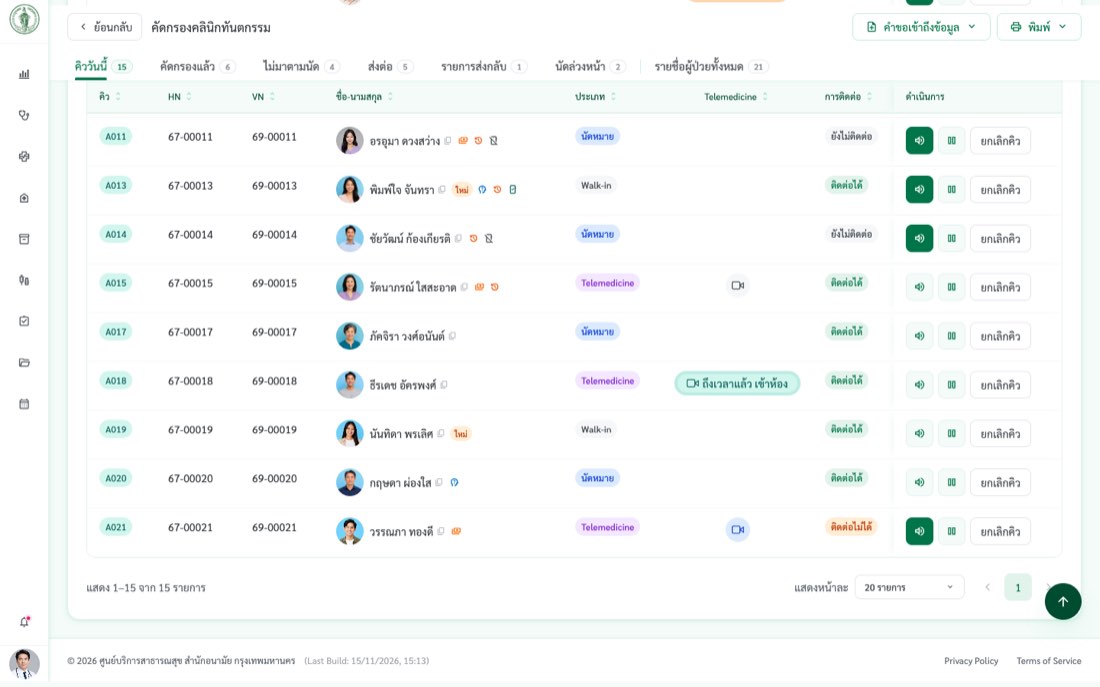 ย้อนกลับ คัดกรองคลินิกทันตกรรม คำขอเข้าถึงข้อมูล พิมพ์
คิววันนี้ 15 คัดกรองแล้ว 6 ไม่มาตามนัด 4 ส่งต่อ 5 รายการส่งกลับ 1 นัดล่วงหน้า 2 รายชื่อผู้ป่วยทั้งหมด 21
คิว HN VN ชื่อ-นามสกุล ประเภท Telemedicine การติดต่อ ดำเนินการ
A011 67-00011 69-00011 อรอุมา ดวงสว่าง นัดหมาย ยังไม่ติดต่อ ยกเลิกคิว
A013 67-00013 69-00013 พิมพ์ใจ จันทรา ใหม่ Walk-in ติดต่อได้ ยกเลิกคิว
A014 67-00014 69-00014 ชัยวัฒน์ ก้องเกียรติ นัดหมาย ยังไม่ติดต่อ ยกเลิกคิว
A015 67-00015 69-00015 รัตนาภรณ์ ใสสะอาด Telemedicine ติดต่อได้ ยกเลิกคิว
A017 67-00017 69-00017 ภัคจิรา วงศ์อนันต์ นัดหมาย ติดต่อได้ ยกเลิกคิว
A018 67-00018 69-00018 ธีรเดช อัครพงศ์ Telemedicine ถึงเวลาแล้ว เข้าห้อง ติดต่อได้ ยกเลิกคิว
A019 67-00019 69-00019 นันทิดา พรเลิศ ใหม่ Walk-in ติดต่อได้ ยกเลิกคิว
A020 67-00020 69-00020 กฤษดา ผ่องใส นัดหมาย ติดต่อได้ ยกเลิกคิว
A021 67-00021 69-00021 วรรณภา ทองดี Telemedicine ติดต่อไม่ได้ ยกเลิกคิว
แสดง 1–15 จาก 15 รายการ แสดงหน้าละ 20 รายการ 1
© 2026 ศูนย์บริการสาธารณสุข สำนักอนามัย กรุงเทพมหานคร (Last Build: 15/11/2026, 15:13) Privacy Policy Terms of Service